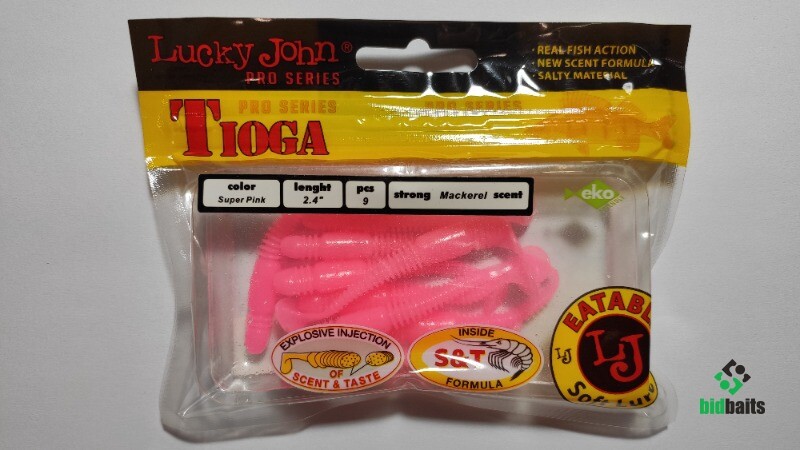 Lucky John®
PRO SERIES
· REAL FISH ACTION
· NEW SCENT FORMULA
· SALTY MATERIAL
PRO SERIES PRO SERIES
TIOGA
color
Super Pink
lenght
2.4"
pcs
9
strong Mackerel scent
eko
EXPLOSIVE INJECTION
OF
SCENT & TASTE
INSIDE
S&T
FORMULA
EATABL
LJ
LJ
Soft Lure
bidbaits